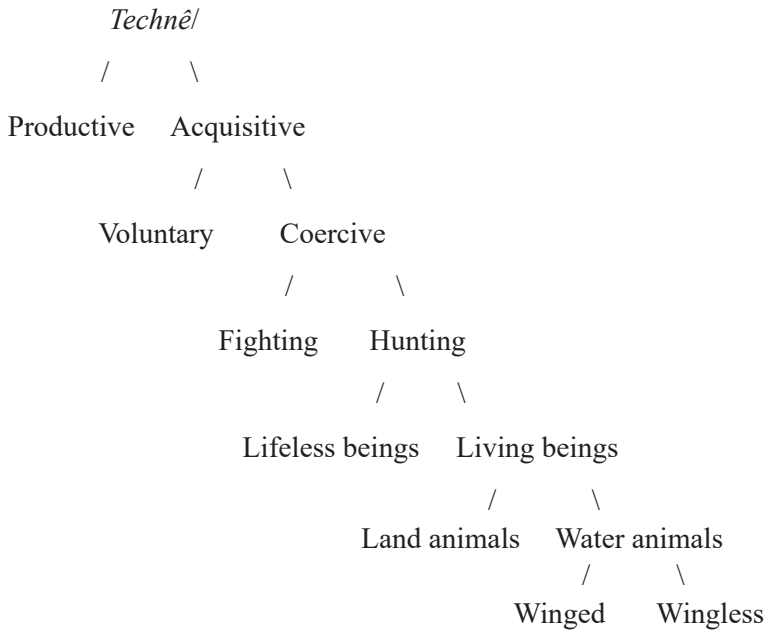 Technê/
/ \
Productive Acquisitive
/ \
Voluntary Coercive
/ \
Fighting Hunting
/ \
Lifeless beings Living beings
/ \
Land animals Water animals
/ \
Winged Wingless